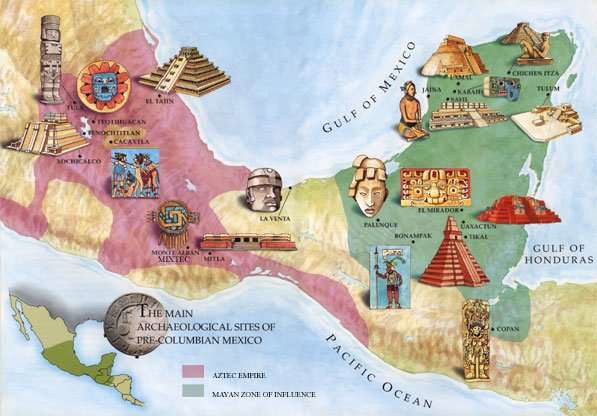 GULF OF MEXICO
UXMAL
CHICHEN ITZA
JAINA
KABAH
SAYIL
TULUM
EL TAJIN
TULA
TEOTIHUACAN
TENOCHTITLAN
CACAXTLA
XOCHICALCO
LA VENTA
PALENQUE
EL MIRADOR
UAXACTUN
BONAMPAK
TIKAL
GULF OF
HONDURAS
MONTE ALBAN
MIXTEC
MITLA
COPAN
THE MAIN
ARCHAEOLOGICAL SITES OF
PRE-COLUMBIAN MEXICO
PACIFIC OCEAN
AZTEC EMPIRE
MAYAN ZONE OF INFLUENCE